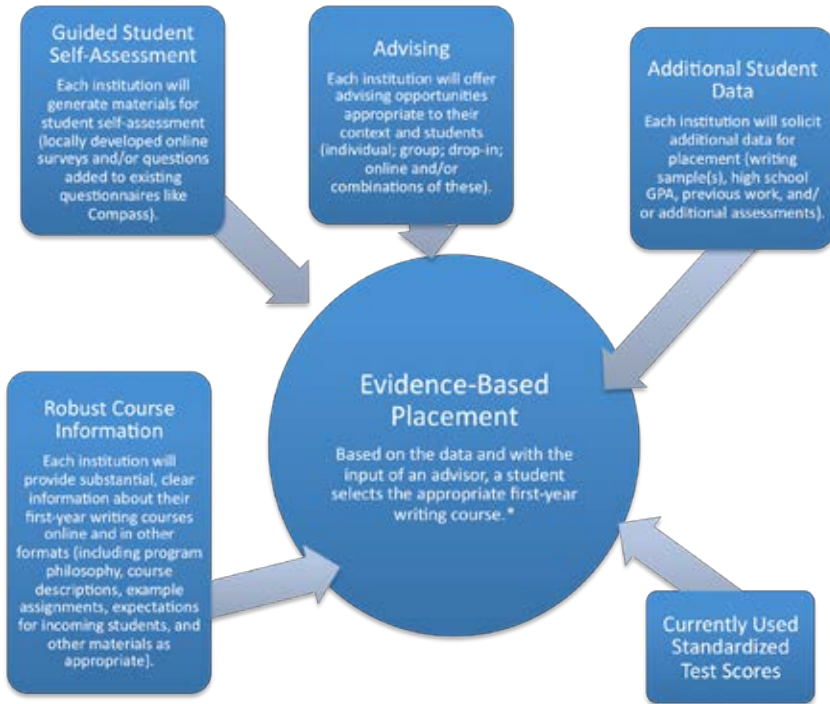 Guided Student
Self-Assessment
Each institution will
generate materials for
student self-assessment
(locally developed online
surveys and/or questions
added to existing
questionnaires like
Compass).
Advising
Each institution will offer
advising opportunities
appropriate to their
context and students
(individual; group; drop-in;
online and/or
combinations of these).
Additional Student
Data
Each institution will solicit
additional data for
placement (writing
sample(s), high school
GPA, previous work, and/
or additional assessments).
Evidence-Based
Placement
Based on the data and with the
input of an advisor, a student
selects the appropriate first-year
writing course.*
Robust Course
Information
Each institution will
provide substantial, clear
information about their
first-year writing courses
online and in other
formats (including program
philosophy, course
descriptions, example
assignments, expectations
for incoming students, and
other materials as
appropriate).
Currently Used
Standardized
Test Scores